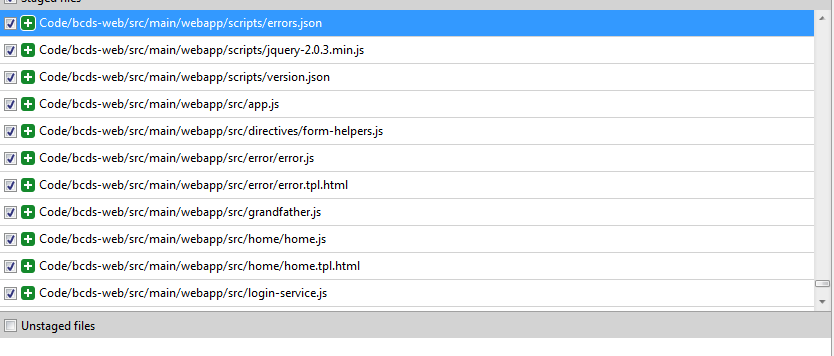 Staged files
Code/bcds-web/src/main/webapp/scripts/errors.json
Code/bcds-web/src/main/webapp/scripts/jquery-2.0.3.min.js
Code/bcds-web/src/main/webapp/scripts/version.json
Code/bcds-web/src/main/webapp/src/app.js
Code/bcds-web/src/main/webapp/src/directives/form-helpers.js
Code/bcds-web/src/main/webapp/src/error/error.js
Code/bcds-web/src/main/webapp/src/error/error.tpl.html
Code/bcds-web/src/main/webapp/src/grandfather.js
Code/bcds-web/src/main/webapp/src/home/home.js
Code/bcds-web/src/main/webapp/src/home/home.tpl.html
Code/bcds-web/src/main/webapp/src/login-service.js
Unstaged files